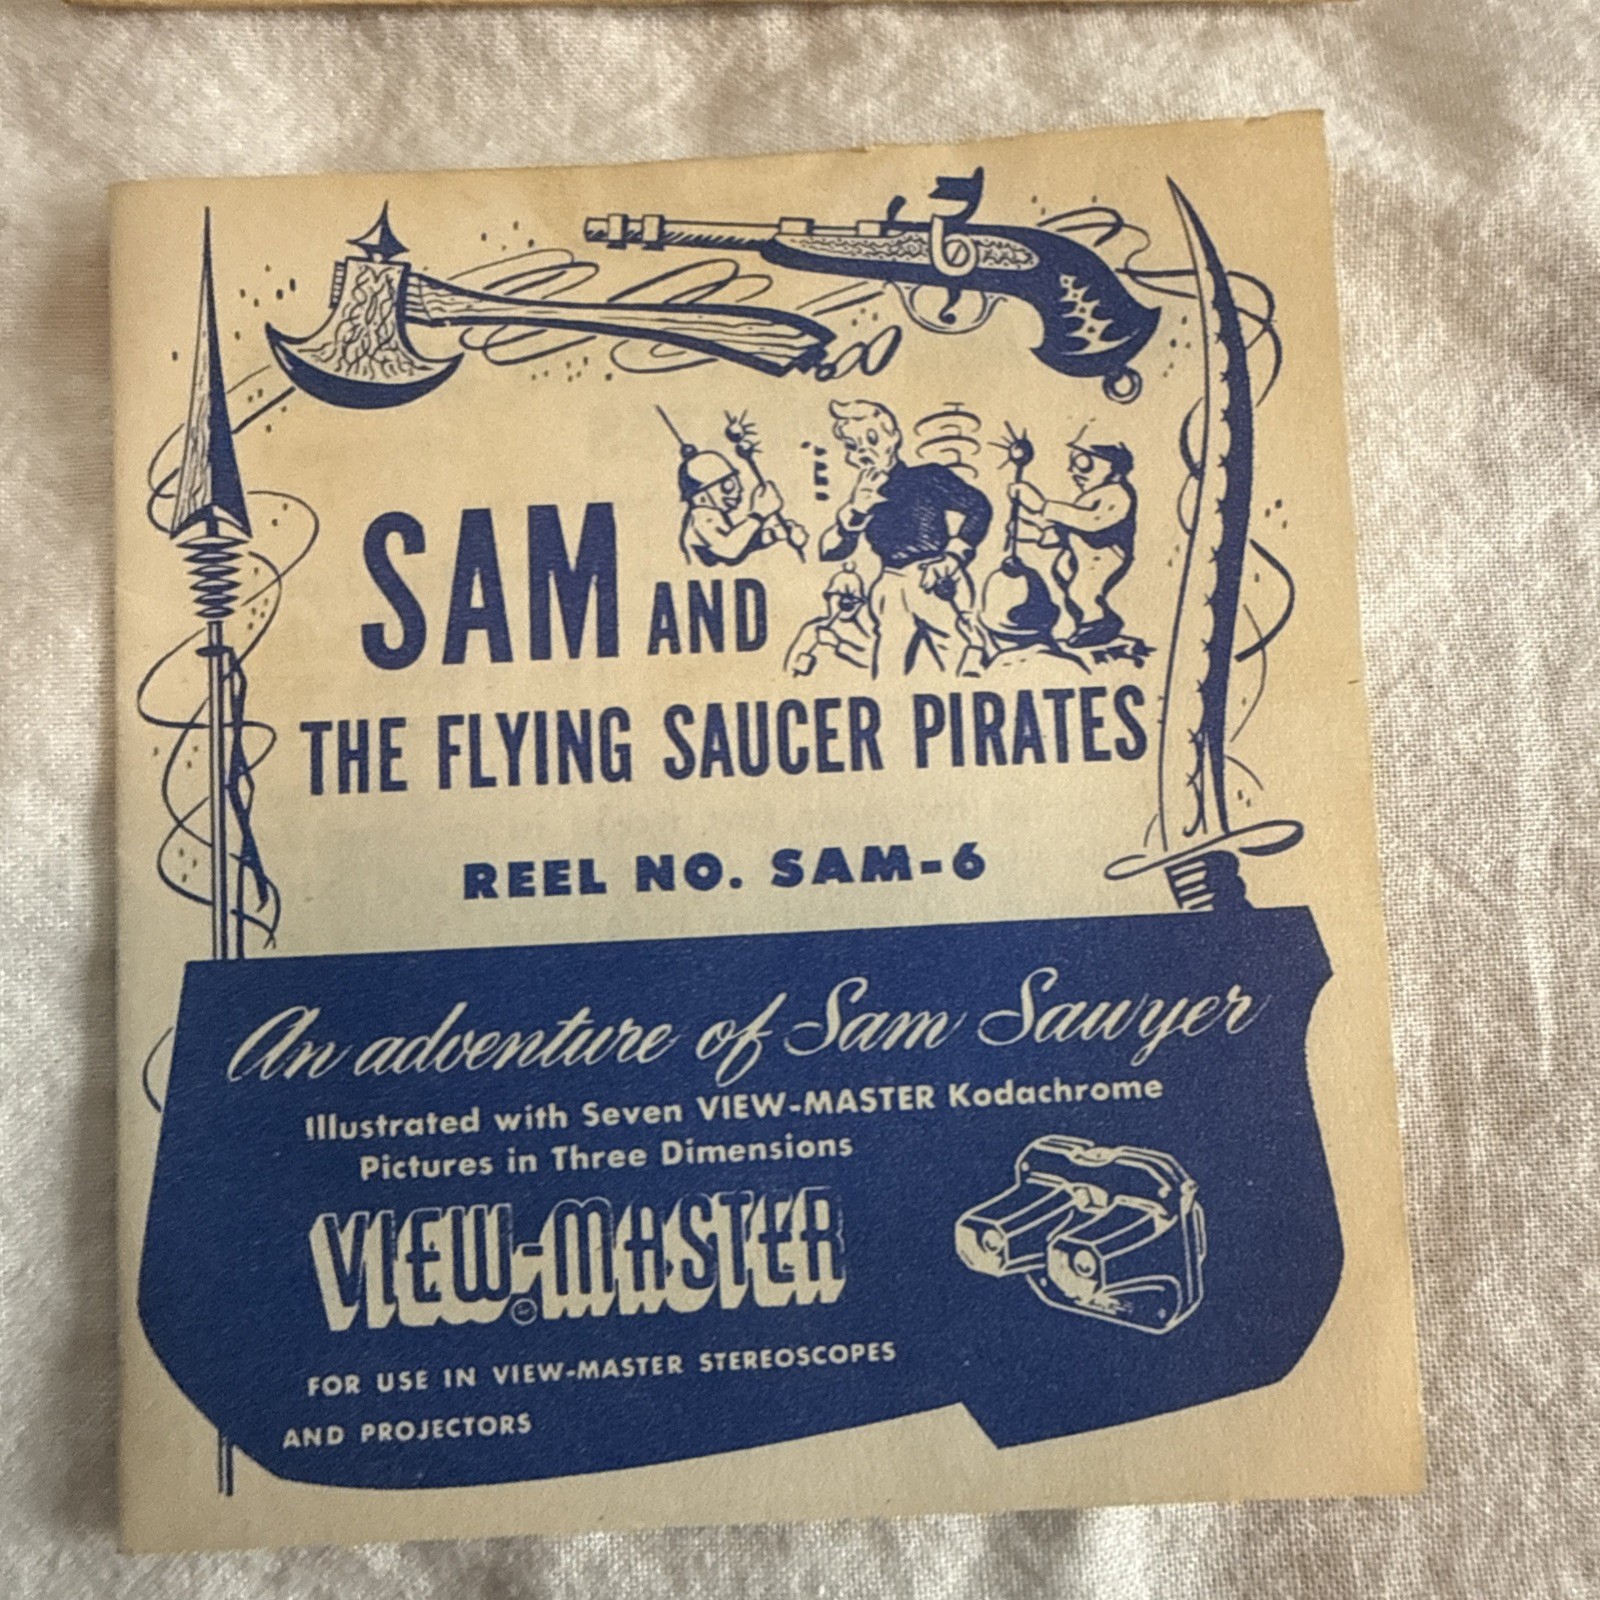 SAM AND
THE FLYING SAUCER PIRATES
REEL NO. SAM-6
An adventure of Sam Sawyer
Illustrated with Seven VIEW-MASTER Kodachrome
Pictures in Three Dimensions
VIEW-MASTER
FOR USE IN VIEW-MASTER STEREOSCOPES
AND PROJECTORS